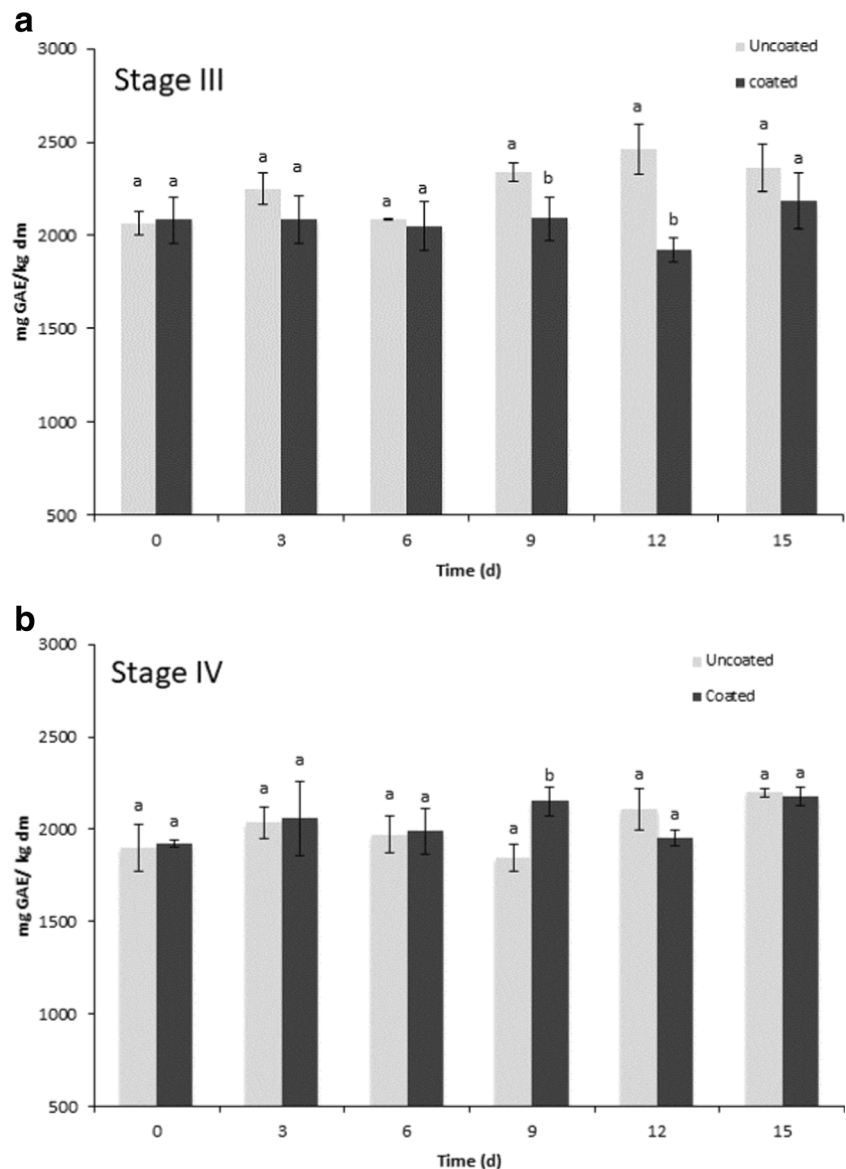 a
3000
Uncoated
Stage III
coated
a
a
2500
a
a
a
b
a
a
a
a
a
b
2000
mg GAE/kg dm
1500
1000
500
0 3 6 9 12 15
Time (d)
b
3000
Uncoated
Stage IV
Coated
2500
a
b
a
a
a
a
a
a
a
a
a
a
2000
mg GAE/ kg dm
1500
1000
500
0 3 6 9 12 15
Time (d)